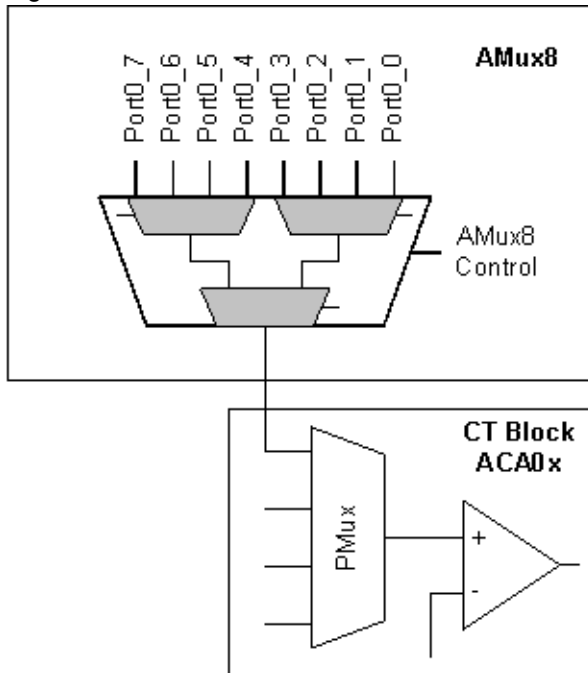 AMux8
Port0_7
Port0_6
Port0_5
Port0_4
Port0_3
Port0_2
Port0_1
Port0_0
AMux8
Control
CT Block
ACA0x
PMux
+
-